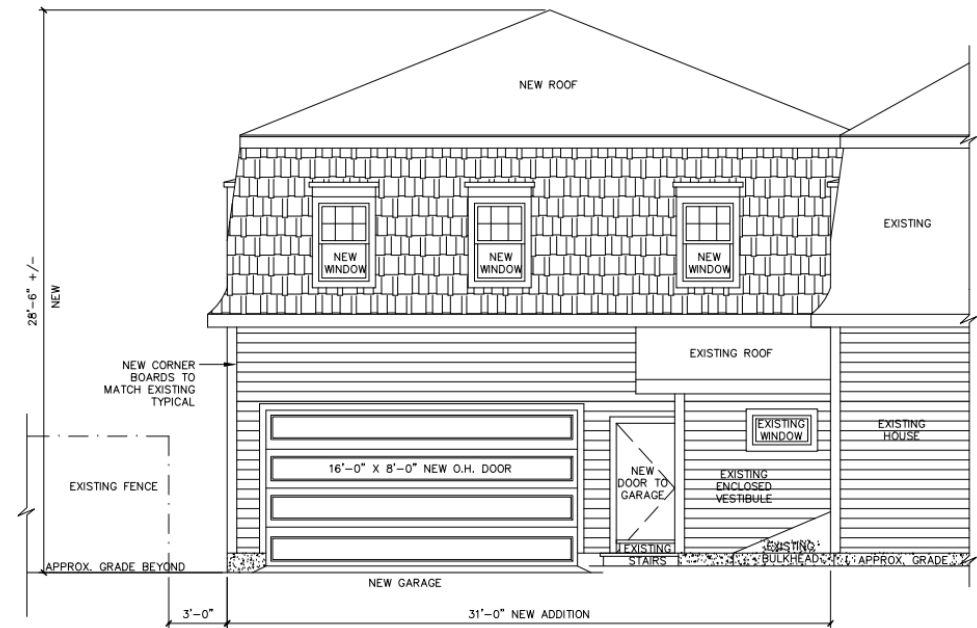 NEW ROOF
EXISTING
28'-6" +/-
NEW
NEW
WINDOW
NEW
WINDOW
NEW
WINDOW
EXISTING ROOF
NEW CORNER
BOARDS TO
MATCH EXISTING
TYPICAL
EXISTING
WINDOW
EXISTING
HOUSE
16'-0" X 8'-0" NEW O.H. DOOR
NEW
DOOR TO
GARAGE
EXISTING
ENCLOSED
VESTIBULE
EXISTING FENCE
EXISTING
STAIRS
EXISTING
BULKHEAD
APPROX. GRADE
APPROX. GRADE BEYOND
NEW GARAGE
3'-0"
31'-0" NEW ADDITION